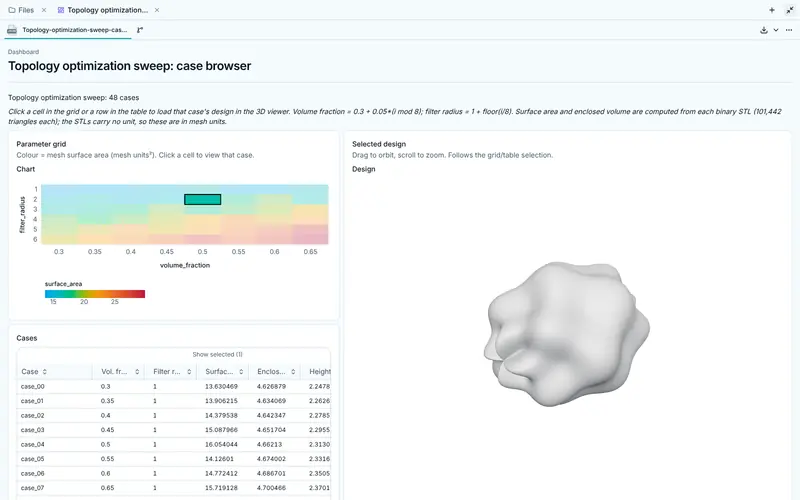 Files
Topology optimization...
Topology-optimization-sweep-cas...
Dashboard
Topology optimization sweep: case browser
Topology optimization sweep: 48 cases
Click a cell in the grid or a row in the table to load that case's design in the 3D viewer. Volume fraction = 0.3 + 0.05*(i mod 8); filter radius = 1 + floor(i/8). Surface area and enclosed volume are computed from each binary STL (101,442
triangles each); the STLs carry no unit, so these are in mesh units.
Parameter grid
Colour = mesh surface area (mesh units²). Click a cell to view that case.
Chart
filter_radius
1
2
3
4
5
6
0.3 0.35 0.4 0.45 0.5 0.55 0.6 0.65
volume_fraction
surface_area
15 20 25
Cases
Show selected (1)
Case Vol. fr... Filter r... Surfac... Enclos... Height
case_00 0.3 1 13.630469 4.626879 2.2478
case_01 0.35 1 13.906215 4.634069 2.2626
case_02 0.4 1 14.379538 4.642347 2.2785
case_03 0.45 1 15.087966 4.651704 2.2955
case_04 0.5 1 16.054044 4.66213 2.3130
case_05 0.55 1 14.12601 4.674002 2.3316
case_06 0.6 1 14.772412 4.686701 2.3505
case_07 0.65 1 15.719128 4.700466 2.3701
Selected design
Drag to orbit, scroll to zoom. Follows the grid/table selection.
Design